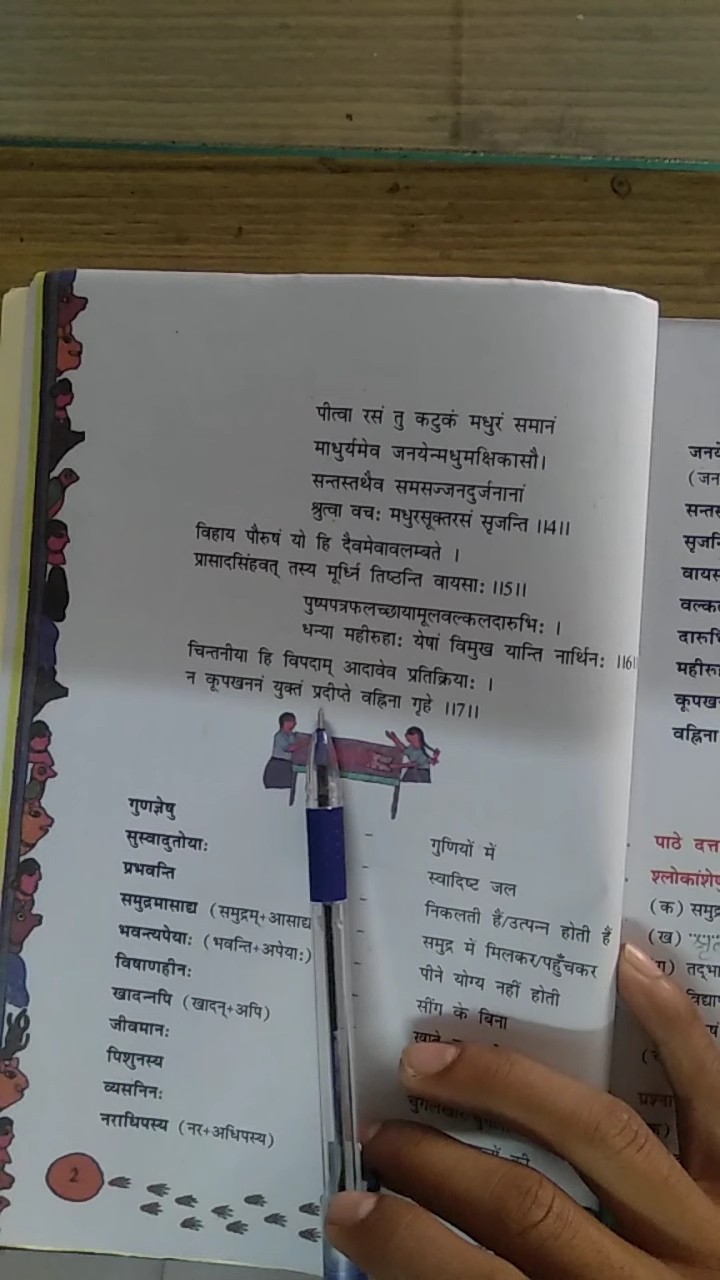 पीत्वा रसं तु कटुकं मधुरं समानं
माधुर्यमेव जनयेन्मधुमक्षिकासौ।
सन्तस्तथैव समसज्जनदुर्जनानां
श्रुत्वा वचः मधुरसूक्तरसं सृजन्ति ।।4।।
विहाय पौरुषं यो हि दैवमेवावलम्बते ।
प्रासादसिंहवत् तस्य मूर्ध्नि तिष्ठन्ति वायसाः ।।5।।
पुष्पपत्रफलच्छायामूलवल्कलदारुभिः ।
धन्या महीरुहाः येषां विमुख यान्ति नार्थिनः ।।6।।
चिन्तनीया हि विपदाम् आदावेव प्रतिक्रियाः ।
न कूपखननं युक्तं प्रदीप्ते वह्निना गृहे ।।7।।
गुणज्ञेषु - गुणियों में
सुस्वादुतोयाः - स्वादिष्ट जल
प्रभवन्ति - निकलती हैं/उत्पन्न होती हैं
समुद्रमासाद्य (समुद्रम्+आसाद्य - समुद्र में मिलकर/पहुँचकर
भवन्त्यपेयाः (भवन्ति+अपेयाः) - पीने योग्य नहीं होती
विषाणहीनः - सींग के बिना
खादन्नपि (खादन्+अपि) - खाते
जीवमानः
पिशुनस्य
व्यसनिनः
नराधिपस्य (नर+अधिपस्य)
2
जनये
(जन
सन्तस
सृजनि
वायस
वल्क
दारुभि
महीरु
कूपख
वह्निना
पाठे दत्त
श्लोकांशे
(क) समुद्र
(ख)
तद्भा